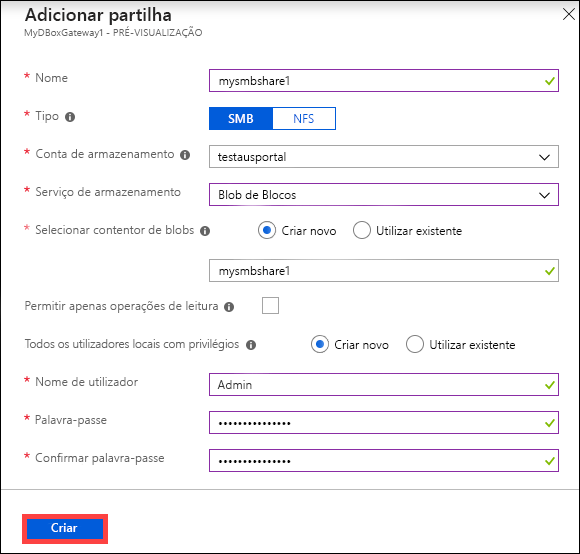 Adicionar partilha
MyDBoxGateway1 - PRÉ-VISUALIZAÇÃO
* Nome
mysmbshare1
* Tipo
SMB NFS
* Conta de armazenamento
testausportal
* Serviço de armazenamento
Blob de Blocos
* Selecionar contentor de blobs
Criar novo Utilizar existente
mysmbshare1
Permitir apenas operações de leitura
Todos os utilizadores locais com privilégios
Criar novo Utilizar existente
* Nome de utilizador
Admin
* Palavra-passe
•••••••••••••••
* Confirmar palavra-passe
•••••••••••••••
Criar